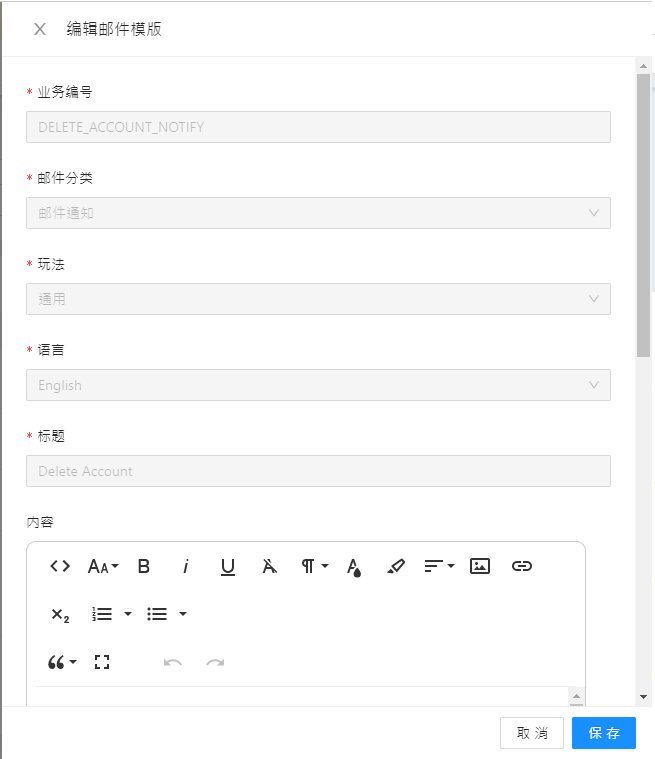 编辑邮件模版
* 业务编号
DELETE_ACCOUNT_NOTIFY
* 邮件分类
邮件通知
* 玩法
通用
* 语言
English
* 标题
Delete Account
内容
取 消
保 存